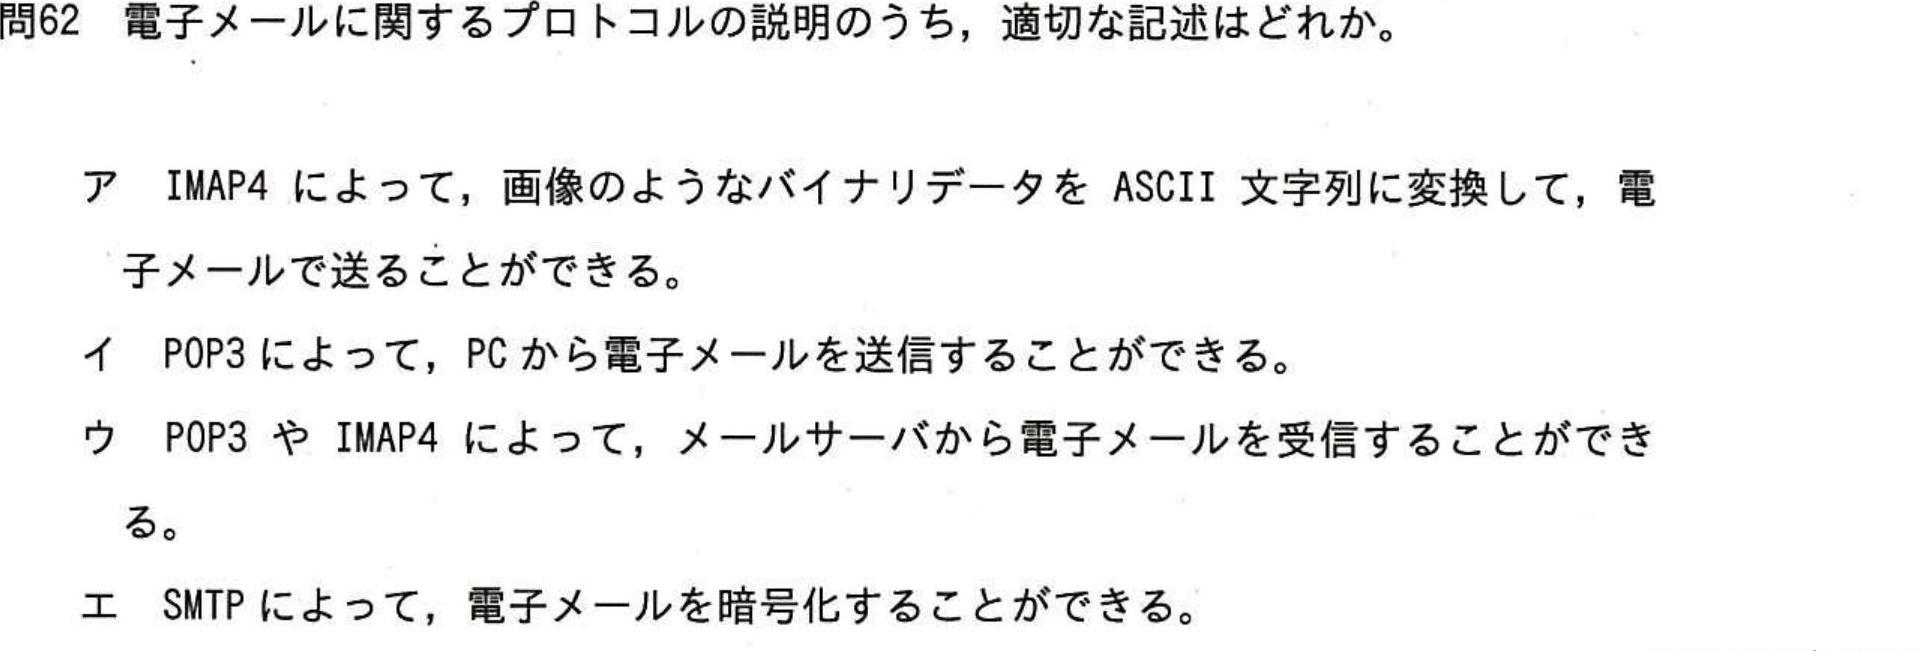 問62 電子メールに関するプロトコルの説明のうち，適切な記述はどれか。
ア IMAP4 によって，画像のようなバイナリデータを ASCII 文字列に変換して，電
子メールで送ることができる。
イ POP3 によって，PC から電子メールを送信することができる。
ウ POP3 や IMAP4 によって，メールサーバから電子メールを受信することができ
る。
エ SMTP によって，電子メールを暗号化することができる。